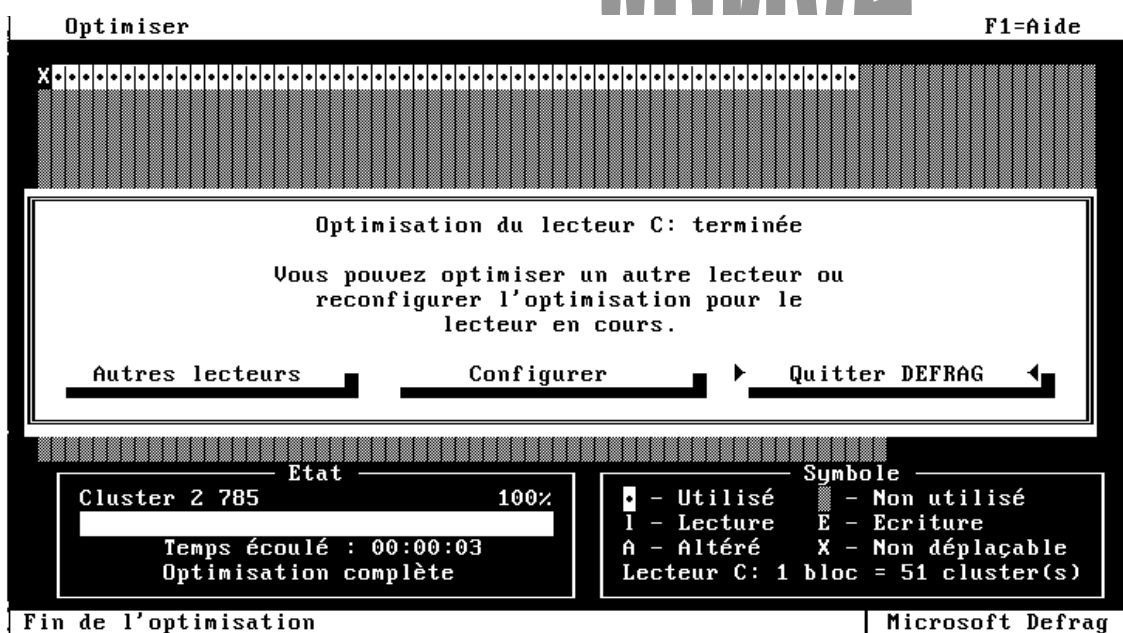 Optimiser F1=Aide
X
Optimisation du lecteur C: terminée
Vous pouvez optimiser un autre lecteur ou
reconfigurer l'optimisation pour le
lecteur en cours.
Autres lecteurs Configurer Quitter DEFRAG
Etat
Cluster 2 785 100%
Temps écoulé : 00:00:03
Optimisation complète
Symbole
• - Utilisé ▒ - Non utilisé
l - Lecture E - Ecriture
A - Altéré X - Non déplaçable
Lecteur C: 1 bloc = 51 cluster(s)
Fin de l'optimisation Microsoft Defrag